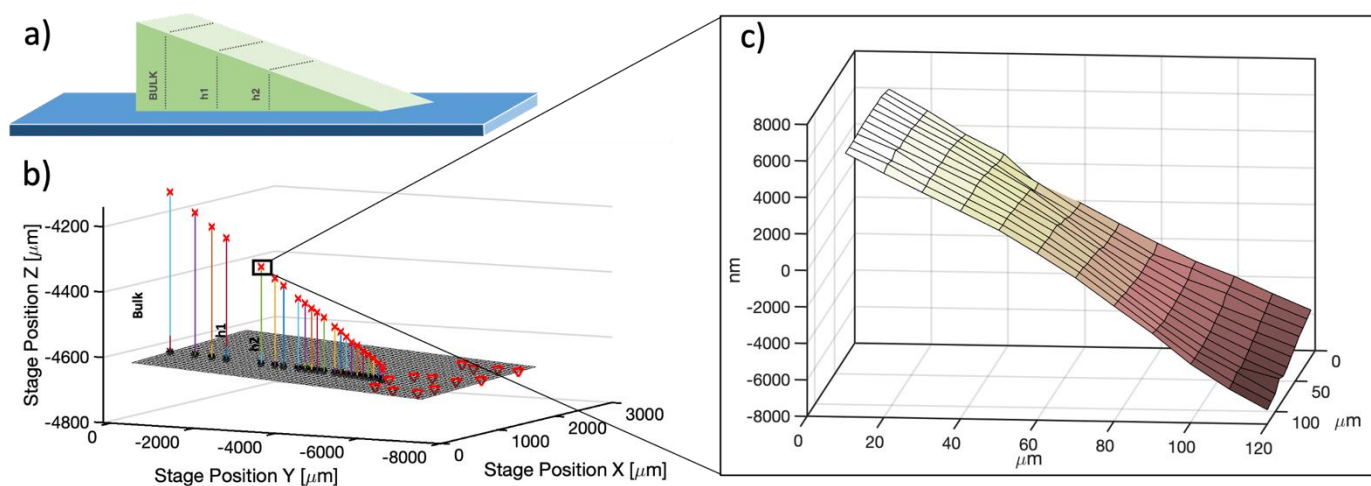 a)
BULK
h1
h2
b)
-4200
-4400
-4600
-4800
Stage Position Z [μm]
Bulk
h1
h2
0
-2000
-4000
-6000
-8000
Stage Position Y [μm]
0
1000
2000
3000
Stage Position X [μm]
c)
8000
6000
4000
2000
0
-2000
-4000
-6000
-8000
nm
0
20
40
60
80
100
120
μm
0
50
100
μm